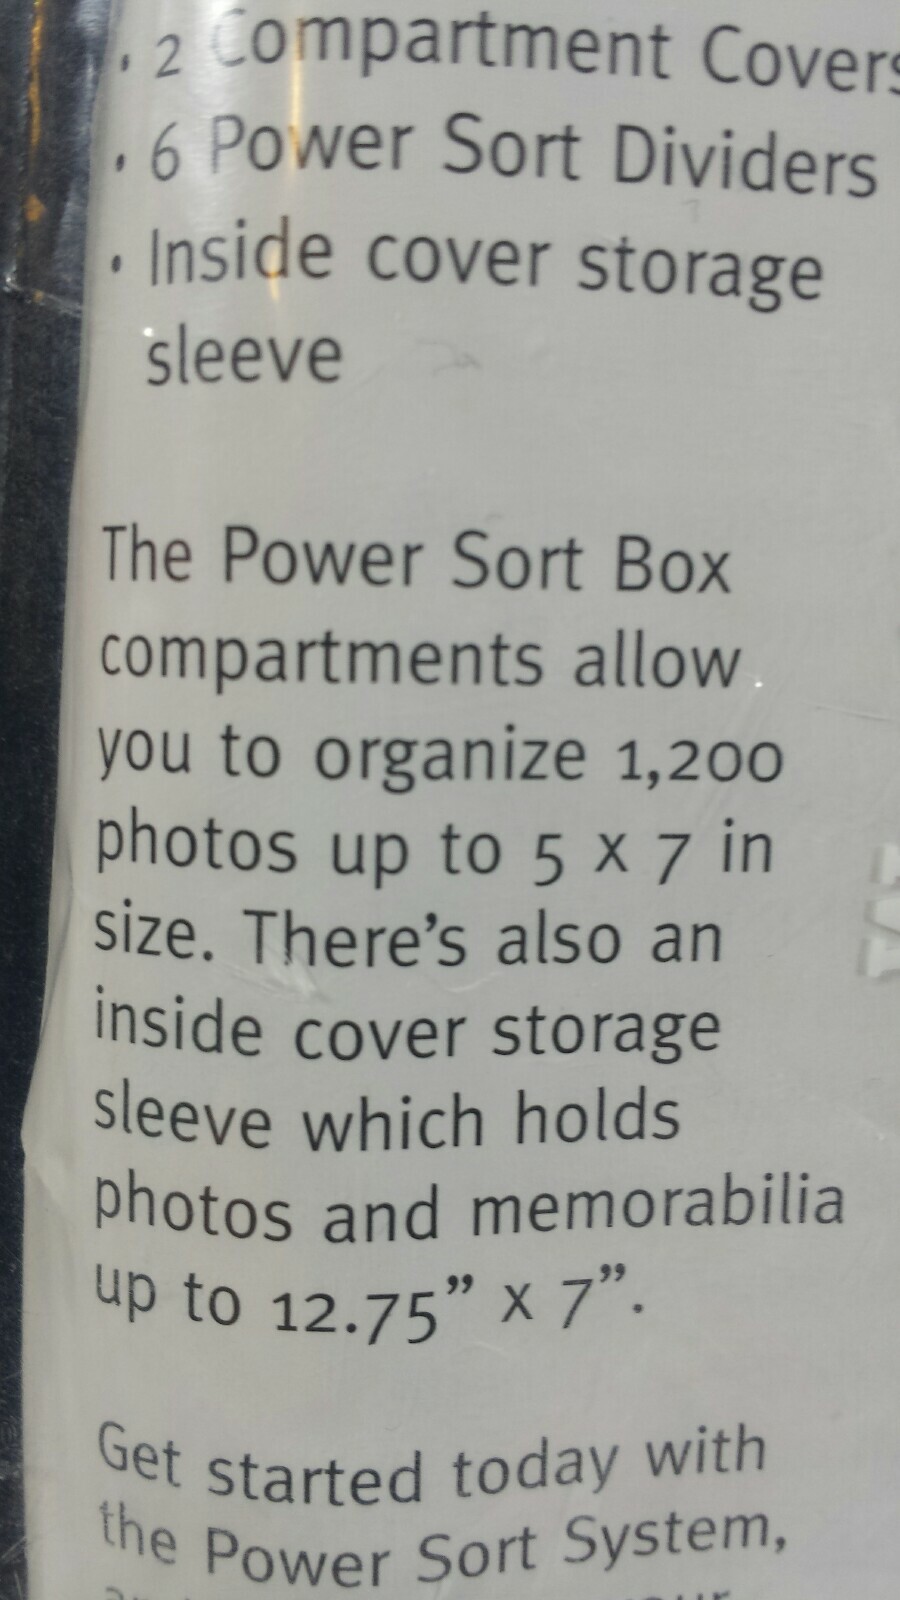 • 2 Compartment Covers
• 6 Power Sort Dividers
• Inside cover storage
sleeve
The Power Sort Box
compartments allow
you to organize 1,200
photos up to 5 x 7 in
size. There's also an
inside cover storage
sleeve which holds
photos and memorabilia
up to 12.75” x 7”.
Get started today with
the Power Sort System,